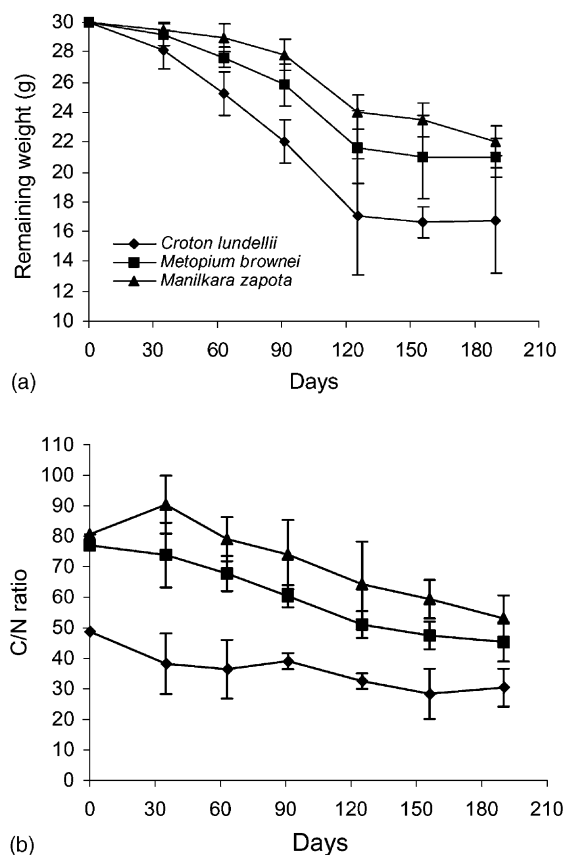 Remaining weight (g)
30
28
26
24
22
20
18
16
14
12
10
Croton lundellii
Metopium brownei
Manilkara zapota
0 30 60 90 120 150 180 210
(a)
Days
C/N ratio
110
100
90
80
70
60
50
40
30
20
10
0
0 30 60 90 120 150 180 210
(b)
Days